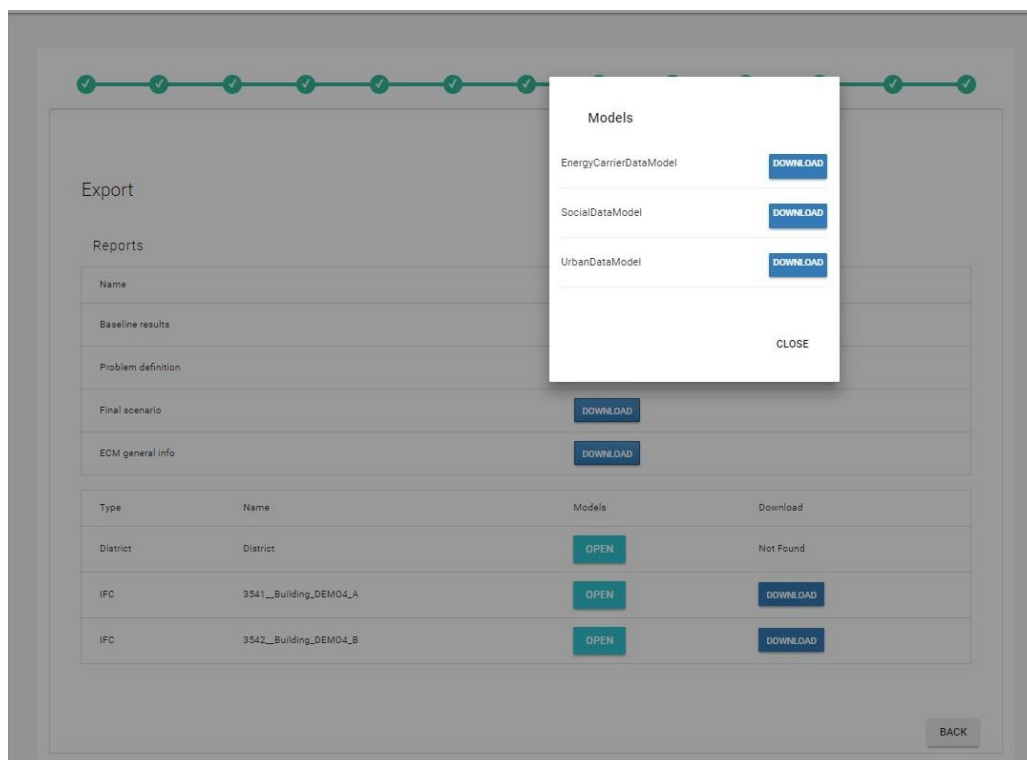 Models
EnergyCarrierDataModel DOWNLOAD
SocialDataModel DOWNLOAD
UrbanDataModel DOWNLOAD
CLOSE
Export
Reports
Name
Baseline results
Problem definition
Final scenario DOWNLOAD
ECM general info DOWNLOAD
Type Name Models Download
District District OPEN Not Found
IFC 3541__Building_DEMO4_A OPEN DOWNLOAD
IFC 3542__Building_DEMO4_B OPEN DOWNLOAD
BACK